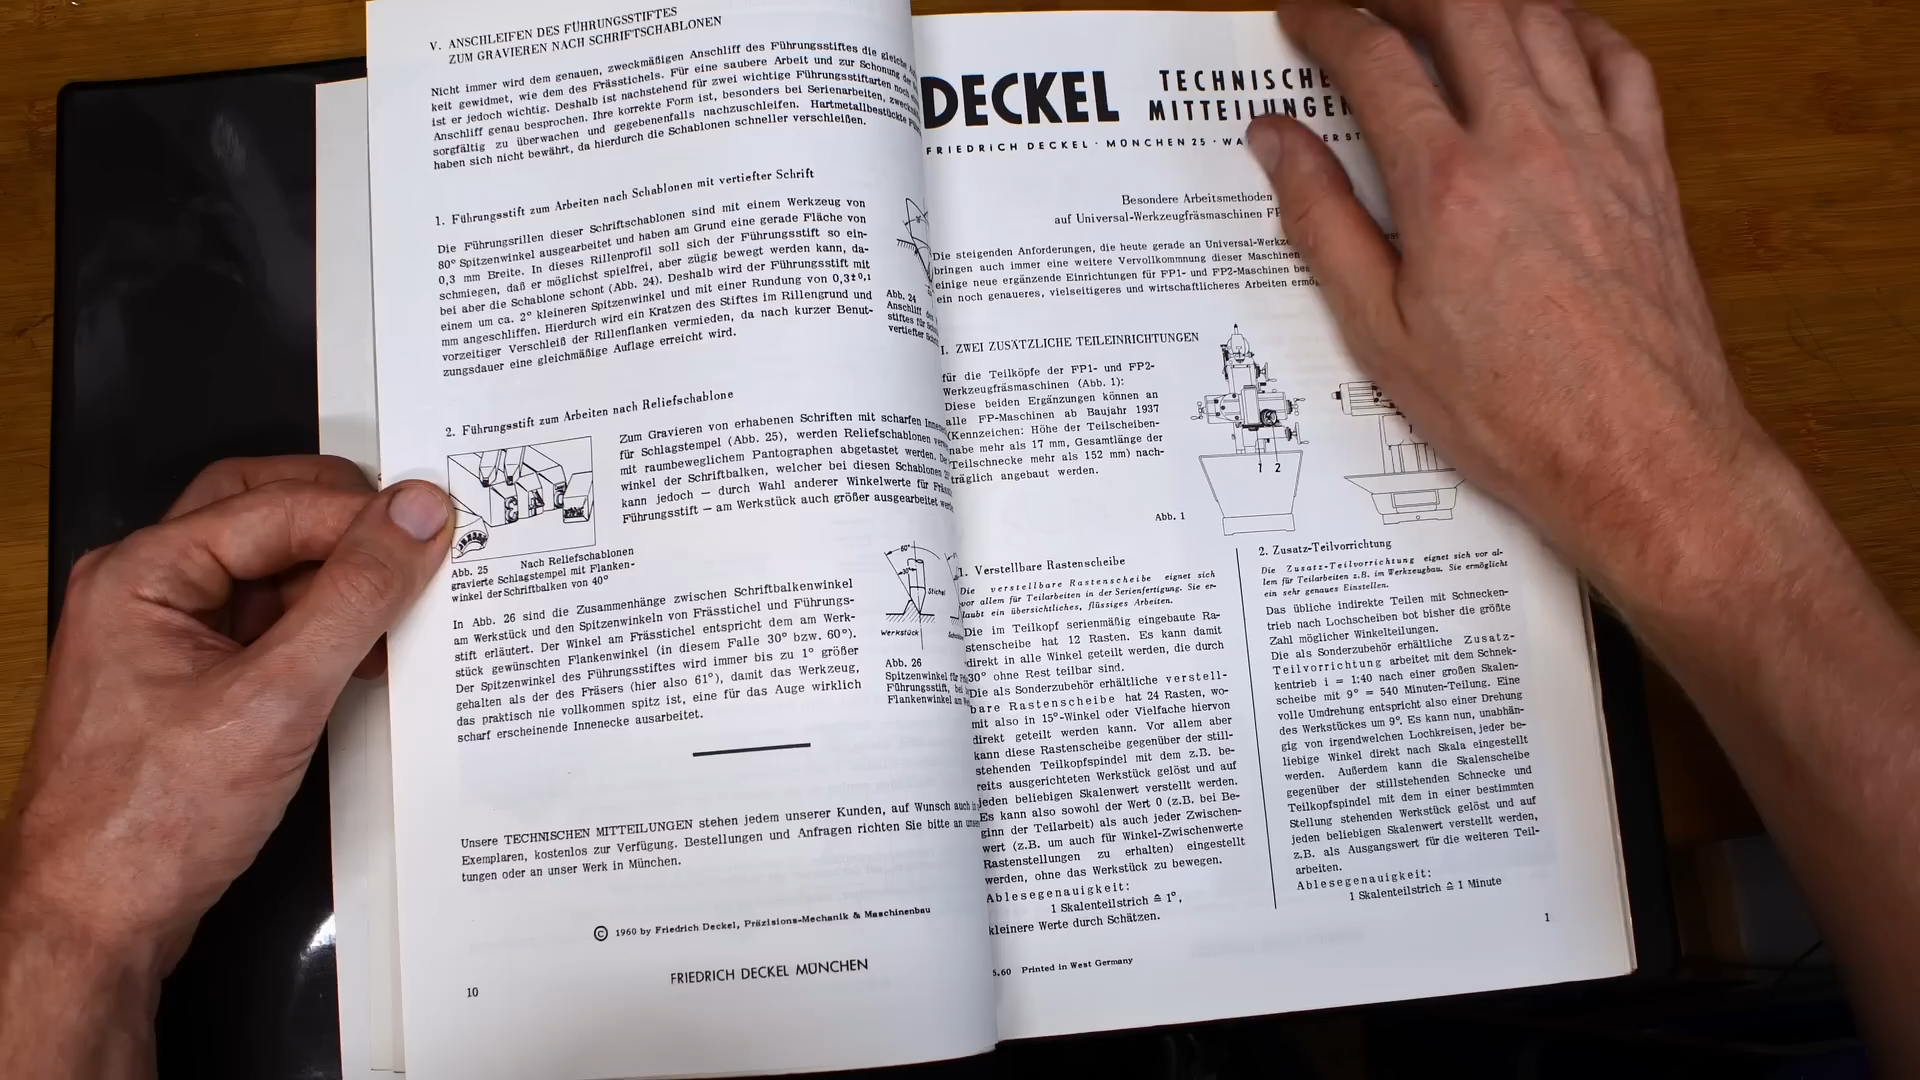 V. ANSCHLEIFEN DES FÜHRUNGSSTIFTES
ZUM GRAVIEREN NACH SCHRIFTSCHABLONEN
Nicht immer wird dem genauen, zweckmäßigen Anschliff des Führungsstiftes die gleiche
keit gewidmet, wie dem des Frässtichels. Für eine saubere Arbeit und zur Schonung der
ist er jedoch wichtig. Deshalb ist nachstehend für zwei wichtige Führungsstiftarten noch
Anschliff genau besprochen. Ihre korrekte Form ist, besonders bei Serienarbeiten,
sorgfältig zu überwachen und gegebenenfalls nachzuschleifen. Hartmetallbestückte
haben sich nicht bewährt, da hierdurch die Schablonen schneller verschleißen.
1. Führungsstift zum Arbeiten nach Schablonen mit vertiefter Schrift
Die Führungsrillen dieser Schriftschablonen sind mit einem Werkzeug von
80° Spitzenwinkel ausgearbeitet und haben am Grund eine gerade Fläche von
0,3 mm Breite. In dieses Rillenprofil soll sich der Führungsstift so ein-
schmiegen, daß er möglichst spielfrei, aber zügig bewegt werden kann, da-
bei aber die Schablone schont (Abb. 24). Deshalb wird der Führungsstift mit
einem um ca. 2° kleineren Spitzenwinkel und mit einer Rundung von 0,3±0,1
mm angeschliffen. Hierdurch wird ein Kratzen des Stiftes im Rillengrund und
vorzeitiger Verschleiß der Rillenflanken vermieden, da nach kurzer Benut-
zungsdauer eine gleichmäßige Auflage erreicht wird.
Abb. 24
Anschliff des
stiftes für
vertiefter
2. Führungsstift zum Arbeiten nach Reliefschablone
Zum Gravieren von erhabenen Schriften mit scharfen
für Schlagstempel (Abb. 25), werden Reliefschablonen
mit raumbeweglichem Pantographen abgetastet werden.
winkel der Schriftbalken, welcher bei diesen Schablonen
kann jedoch — durch Wahl anderer Winkelwerte für
Führungsstift — am Werkstück auch größer ausgearbeitet
Abb. 25 Nach Reliefschablonen
gravierte Schlagstempel mit Flanken-
winkel der Schriftbalken von 40°
In Abb. 26 sind die Zusammenhänge zwischen Schriftbalkenwinkel
am Werkstück und den Spitzenwinkeln von Frässtichel und Führungs-
stift erläutert. Der Winkel am Frässtichel entspricht dem am Werk-
stück gewünschten Flankenwinkel (in diesem Falle 30° bzw. 60°).
Der Spitzenwinkel des Führungsstiftes wird immer bis zu 1° größer
gehalten als der des Fräsers (hier also 61°), damit das Werkzeug,
das praktisch nie vollkommen spitz ist, eine für das Auge wirklich
scharf erscheinende Innenecke ausarbeitet.
60°
30°
Stichel
Werkstück
Abb. 26
Spitzenwinkel für
Führungsstift, bei
Flankenwinkel am
Unsere TECHNISCHEN MITTEILUNGEN stehen jedem unserer Kunden, auf Wunsch auch in
Exemplaren, kostenlos zur Verfügung. Bestellungen und Anfragen richten Sie bitte an
tungen oder an unser Werk in München.
© 1960 by Friedrich Deckel, Präzisions-Mechanik & Maschinenbau
FRIEDRICH DECKEL MÜNCHEN
10
DECKEL
TECHNISCHE
MITTEILUNGEN
FRIEDRICH DECKEL · MÜNCHEN 25 ·
Besondere Arbeitsmethoden
auf Universal-Werkzeugfräsmaschinen
Die steigenden Anforderungen, die heute gerade an
bringen auch immer eine weitere Vervollkommnung dieser Maschinen
einige neue ergänzende Einrichtungen für FP1- und FP2-Maschinen
ein noch genaueres, vielseitigeres und wirtschaftlicheres Arbeiten
I. ZWEI ZUSÄTZLICHE TEILEINRICHTUNGEN
für die Teilköpfe der FP1- und FP2-
Werkzeugfräsmaschinen (Abb. 1):
Diese beiden Ergänzungen können an
alle FP-Maschinen ab Baujahr 1937
(Kennzeichen: Höhe der Teilscheiben-
nabe mehr als 17 mm, Gesamtlänge der
Teilschnecke mehr als 152 mm) nach-
träglich angebaut werden.
Abb. 1
1 2
1
1. Verstellbare Rastenscheibe
Die verstellbare Rastenscheibe eignet sich
vor allem für Teilarbeiten in der Serienfertigung. Sie er-
laubt ein übersichtliches, flüssiges Arbeiten.
Die im Teilkopf serienmäßig eingebaute Ra-
stenscheibe hat 12 Rasten. Es kann damit
direkt in alle Winkel geteilt werden, die durch
30° ohne Rest teilbar sind.
Die als Sonderzubehör erhältliche verstell-
bare Rastenscheibe hat 24 Rasten, wo-
mit also in 15°-Winkel oder Vielfache hiervon
direkt geteilt werden kann. Vor allem aber
kann diese Rastenscheibe gegenüber der still-
stehenden Teilkopfspindel mit dem z.B. be-
reits ausgerichteten Werkstück gelöst und auf
jeden beliebigen Skalenwert verstellt werden.
Es kann also sowohl der Wert 0 (z.B. bei Be-
ginn der Teilarbeit) als auch jeder Zwischen-
wert (z.B. um auch für Winkel-Zwischenwerte
Rastenstellungen zu erhalten) eingestellt
werden, ohne das Werkstück zu bewegen.
Ablesegenauigkeit:
1 Skalenteilstrich ≙ 1°,
kleinere Werte durch Schätzen.
5.60 Printed in West Germany
2. Zusatz-Teilvorrichtung
Die Zusatz-Teilvorrichtung eignet sich vor al-
lem für Teilarbeiten z.B. im Werkzeugbau. Sie ermöglicht
ein sehr genaues Einstellen.
Das übliche indirekte Teilen mit Schnecken-
trieb nach Lochscheiben bot bisher die größte
Zahl möglicher Winkelteilungen.
Die als Sonderzubehör erhältliche Zusatz-
Teilvorrichtung arbeitet mit dem Schnek-
kentrieb i = 1:40 nach einer großen Skalen-
scheibe mit 9° = 540 Minuten-Teilung. Eine
volle Umdrehung entspricht also einer Drehung
des Werkstückes um 9°. Es kann nun, unabhän-
gig von irgendwelchen Lochkreisen, jeder be-
liebige Winkel direkt nach Skala eingestellt
werden. Außerdem kann die Skalenscheibe
gegenüber der stillstehenden Schnecke und
Teilkopfspindel mit dem in einer bestimmten
Stellung stehenden Werkstück gelöst und auf
jeden beliebigen Skalenwert verstellt werden,
z.B. als Ausgangswert für die weiteren Teil-
arbeiten.
Ablesegenauigkeit:
1 Skalenteilstrich ≙ 1 Minute
1